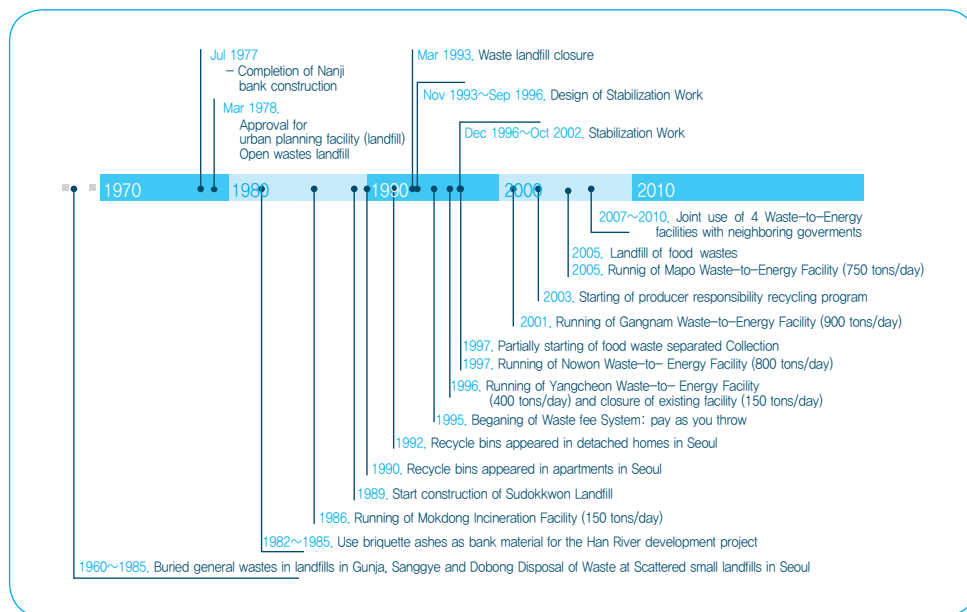 Jul 1977
– Completion of Nanji
bank construction
Mar 1978.
Approval for
urban planning facility (landfill)
Open wastes landfill
Mar 1993. Waste landfill closure
Nov 1993~Sep 1996. Design of Stabilization Work
Dec 1996~Oct 2002. Stabilization Work
1970 1980 1990 2000 2010
2007~2010. Joint use of 4 Waste-to-Energy
facilities with neighboring goverments
2005. Landfill of food wastes
2005. Runnig of Mapo Waste-to-Energy Facility (750 tons/day)
2003. Starting of producer responsibility recycling program
2001. Running of Gangnam Waste-to-Energy Facility (900 tons/day)
1997. Partially starting of food waste separated Collection
1997. Running of Nowon Waste-to- Energy Facility (800 tons/day)
1996. Running of Yangcheon Waste-to- Energy Facility
(400 tons/day) and closure of existing facility (150 tons/day)
1995. Beganing of Waste fee System: pay as you throw
1992. Recycle bins appeared in detached homes in Seoul
1990. Recycle bins appeared in apartments in Seoul
1989. Start construction of Sudokkwon Landfill
1986. Running of Mokdong Incineration Facility (150 tons/day)
1982~1985. Use briquette ashes as bank material for the Han River development project
1960~1985. Buried general wastes in landfills in Gunja, Sanggye and Dobong Disposal of Waste at Scattered small landfills in Seoul